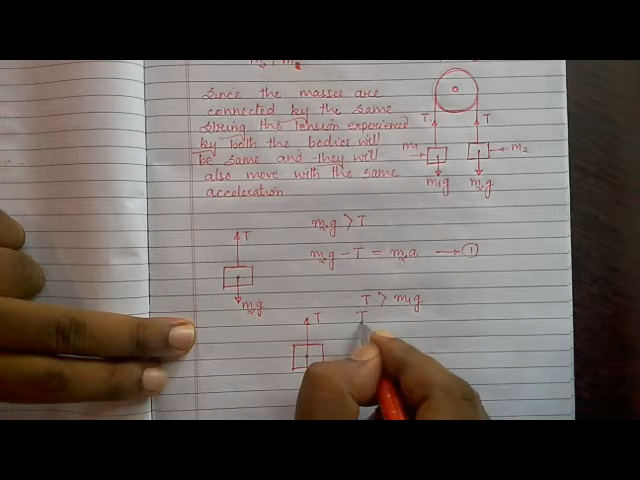 Since the masses are
connected by the same
string the tension experienced
by both the bodies will
be same and they will
also move with the same
acceleration
T T
m1 m2
m1g m2g
T
m2g > T
m2g - T = m2a → ①
m2g
T > m1g
T T